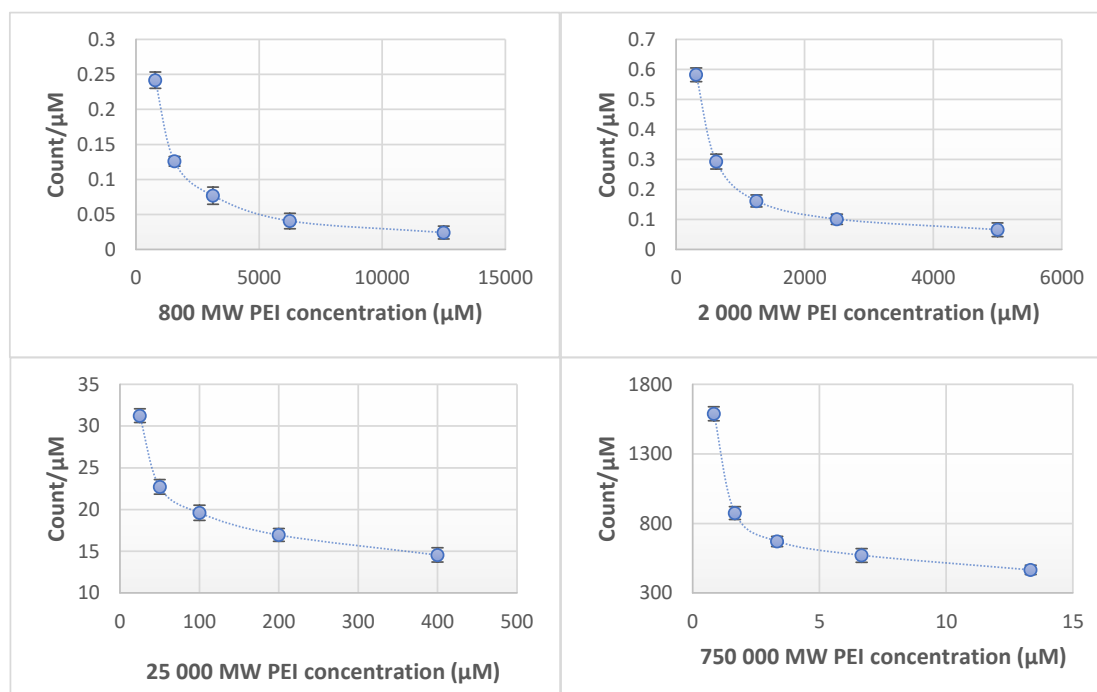 0.3
0.25
0.2
0.15
0.1
0.05
0
Count/µM
0 5000 10000 15000
800 MW PEI concentration (µM)
0.7
0.6
0.5
0.4
0.3
0.2
0.1
0
Count/µM
0 2000 4000 6000
2 000 MW PEI concentration (µM)
35
30
25
20
15
10
Count/µM
0 100 200 300 400 500
25 000 MW PEI concentration (µM)
1800
1300
800
300
Count/µM
0 5 10 15
750 000 MW PEI concentration (µM)